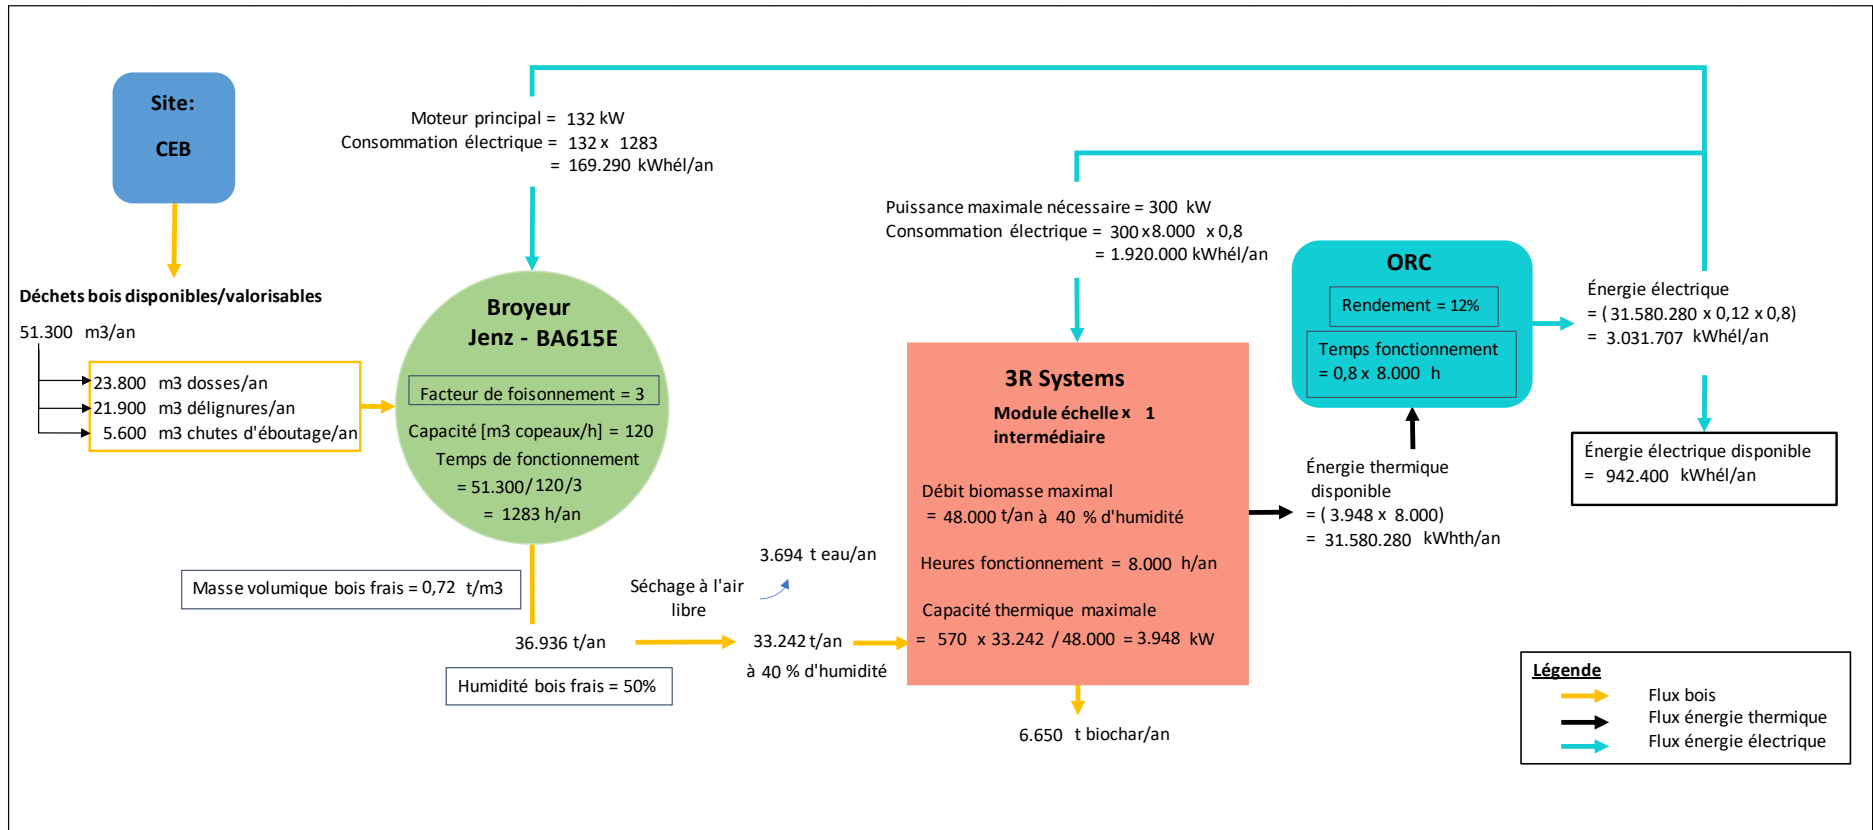 Site:
CEB
Déchets bois disponibles/valorisables
51.300 m3/an
23.800 m3 dosses/an
21.900 m3 délignures/an
5.600 m3 chutes d'éboutage/an
Moteur principal = 132 kW
Consommation électrique = 132 x 1283
= 169.290 kWhél/an
Broyeur
Jenz - BA615E
Facteur de foisonnement = 3
Capacité [m3 copeaux/h] = 120
Temps de fonctionnement
= 51.300/120/3
= 1283 h/an
Masse volumique bois frais = 0,72 t/m3
36.936 t/an
Humidité bois frais = 50%
Séchage à l'air
libre
3.694 t eau/an
33.242 t/an
à 40 % d'humidité
Puissance maximale nécessaire = 300 kW
Consommation électrique = 300 x 8.000 x 0,8
= 1.920.000 kWhél/an
3R Systems
Module échelle x 1
intermédiaire
Débit biomasse maximal
= 48.000 t/an à 40 % d'humidité
Heures fonctionnement = 8.000 h/an
Capacité thermique maximale
= 570 x 33.242 / 48.000 = 3.948 kW
6.650 t biochar/an
ORC
Rendement = 12%
Temps fonctionnement
= 0,8 x 8.000 h
Énergie thermique
disponible
= ( 3.948 x 8.000)
= 31.580.280 kWhth/an
Énergie électrique
= ( 31.580.280 x 0,12 x 0,8)
= 3.031.707 kWhél/an
Énergie électrique disponible
= 942.400 kWhél/an
Légende
Flux bois
Flux énergie thermique
Flux énergie électrique